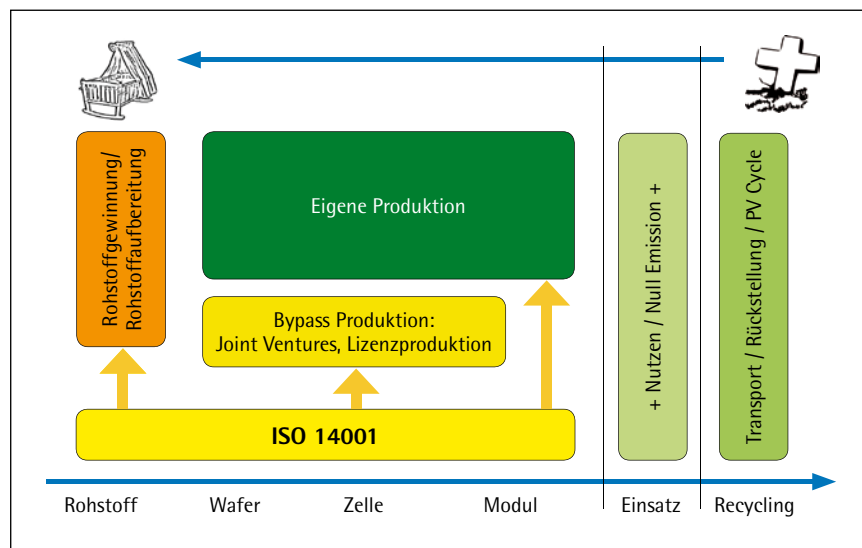 Rohstoffgewinnung/
Rohstoffaufbereitung
Eigene Produktion
Bypass Produktion:
Joint Ventures, Lizenzproduktion
ISO 14001
+ Nutzen / Null Emission +
Transport / Rückstellung / PV Cycle
Rohstoff
Wafer
Zelle
Modul
Einsatz
Recycling